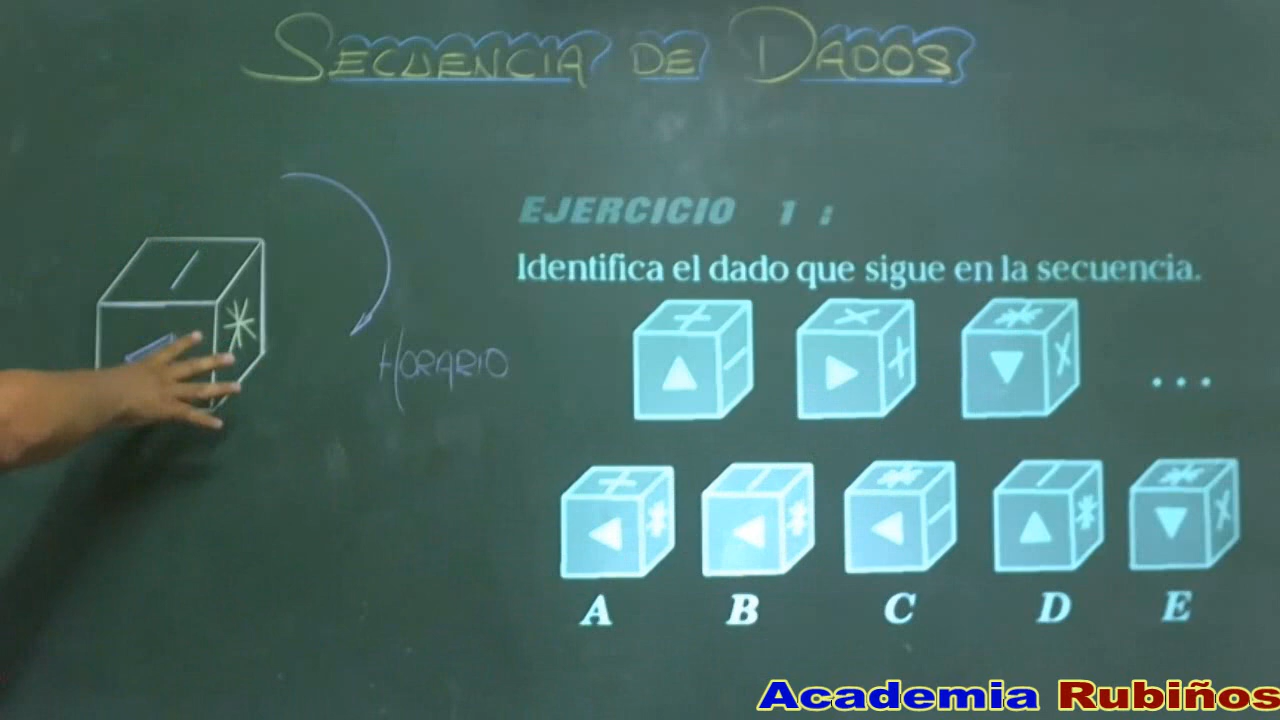 SECUENCIA DE DADOS
EJERCICIO 1 :
Identifica el dado que sigue en la secuencia.
HORARIO
...
A B C D E
Academia Rubiños